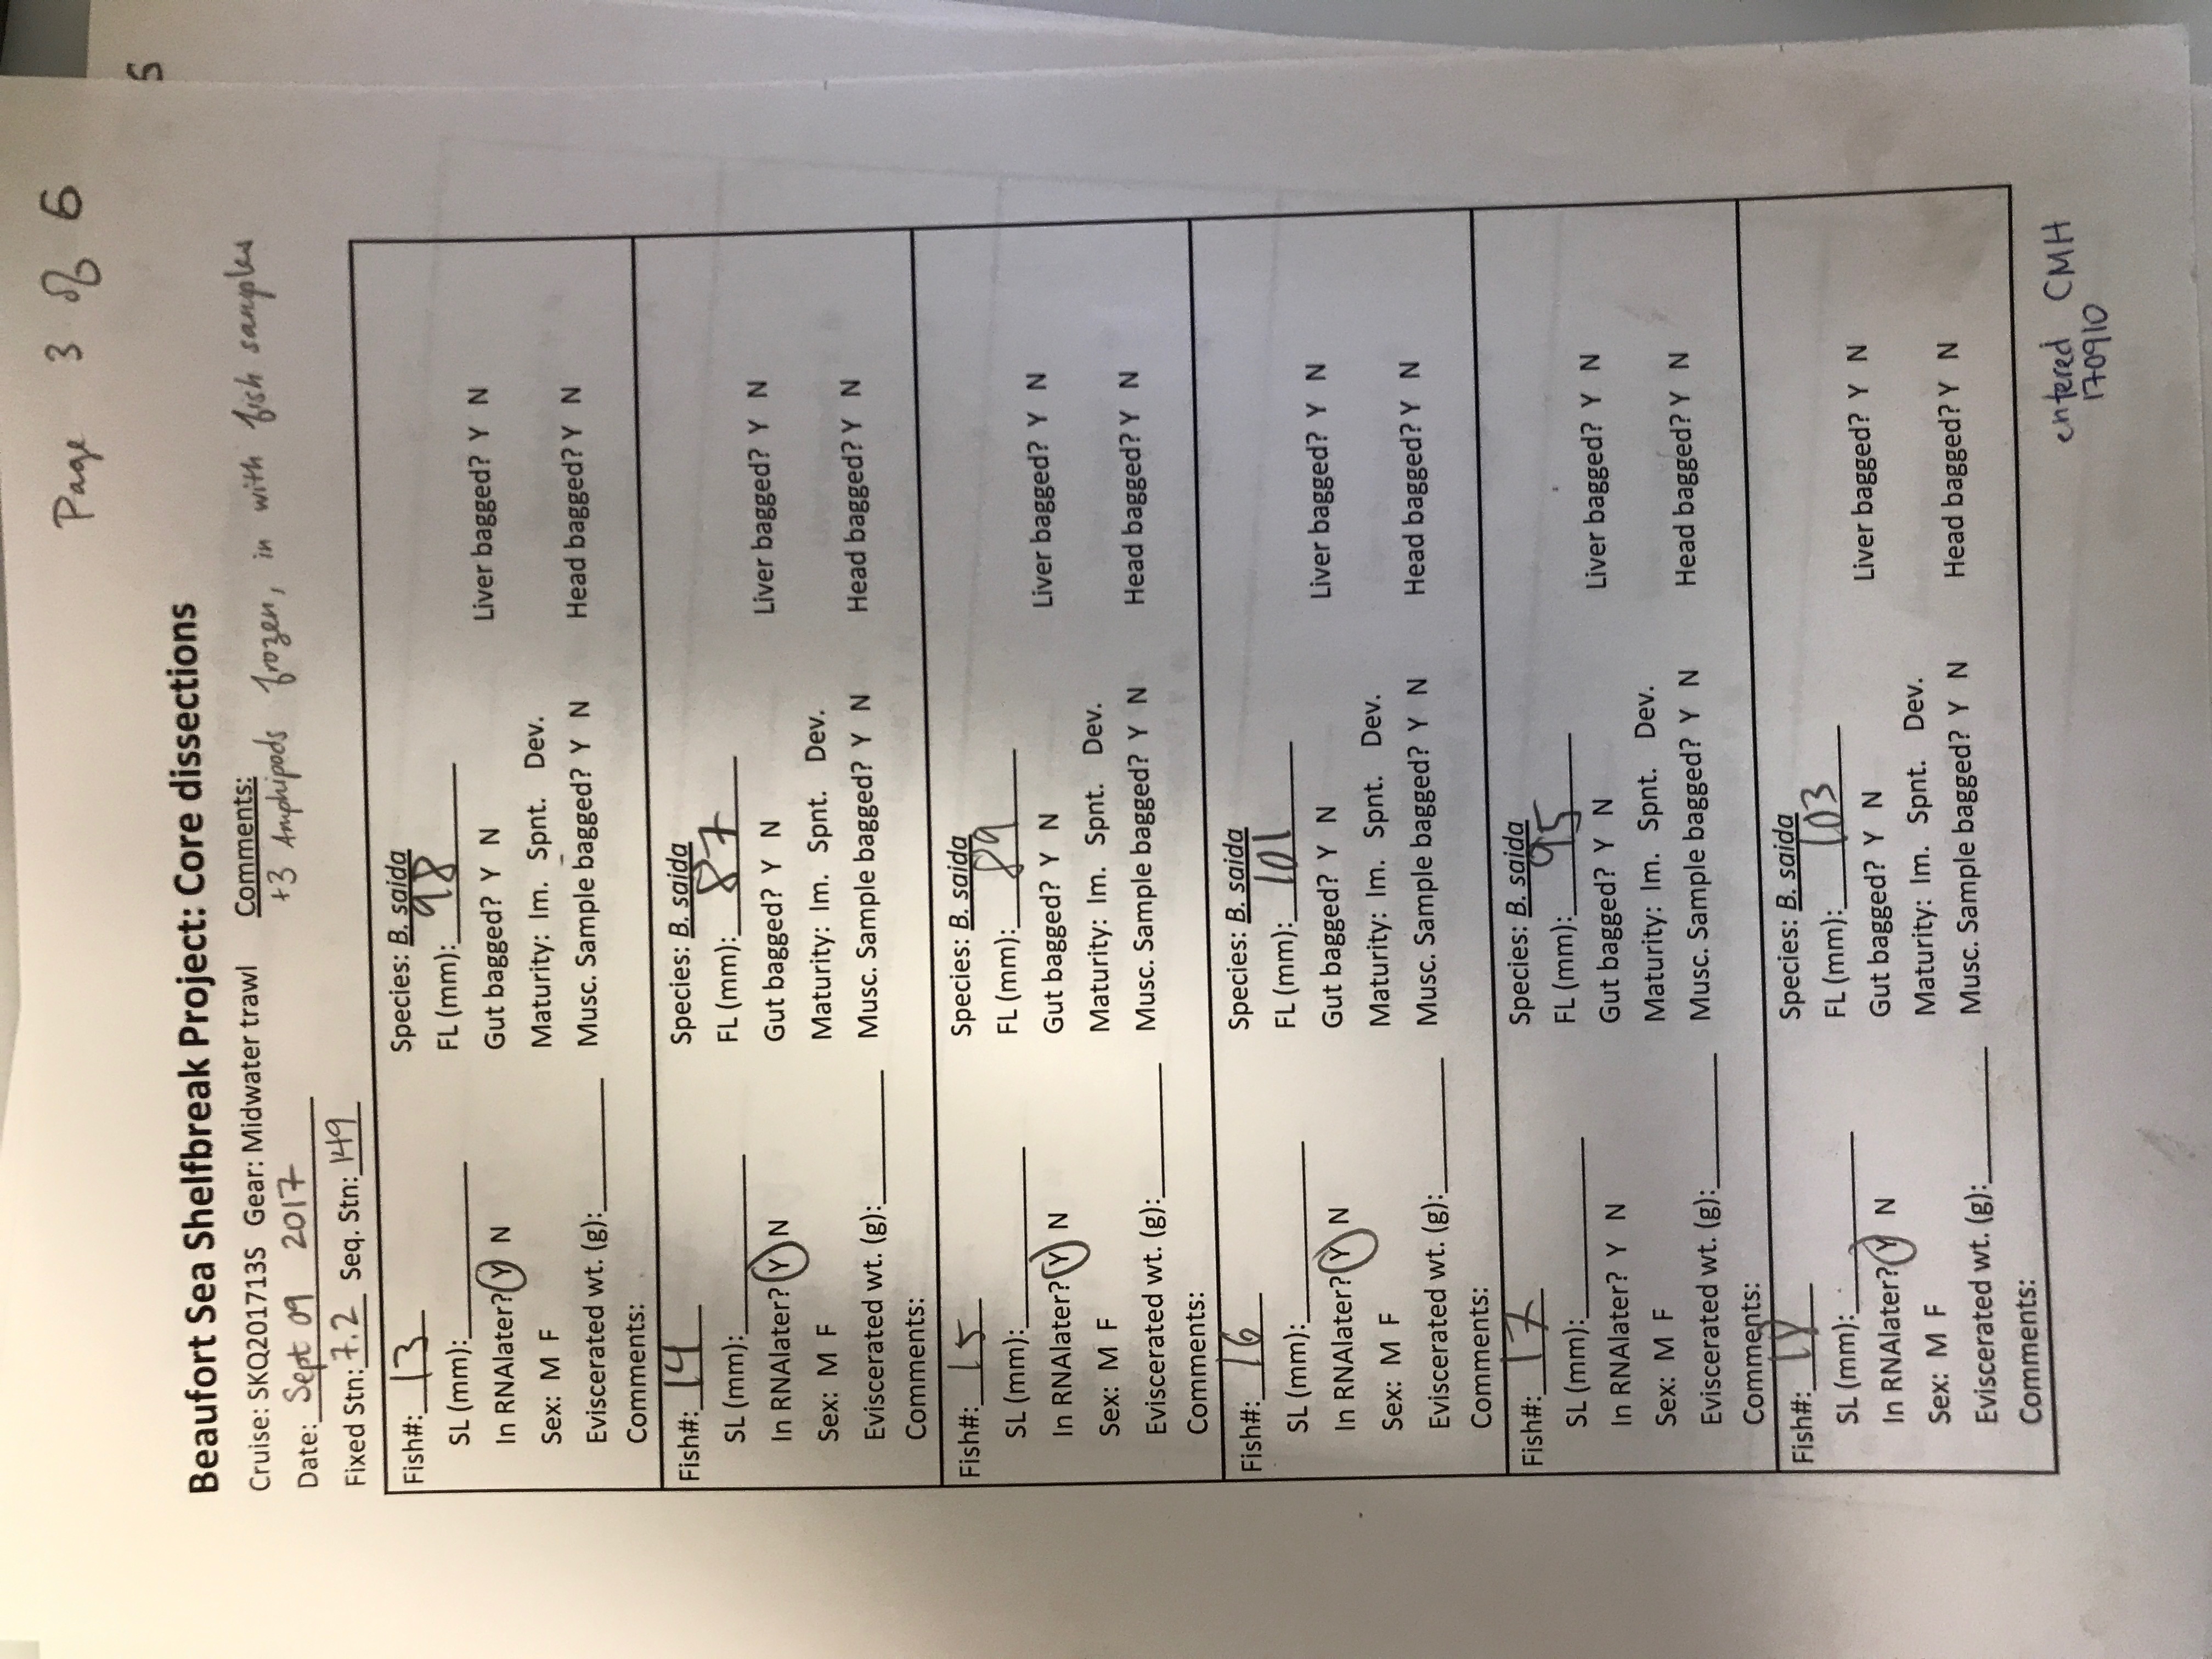 Page 3 of 6
5
Beaufort Sea Shelfbreak Project: Core dissections
Cruise: SKQ201713S Gear: Midwater trawl Comments:
Date: Sept 09 2017 +3 Amphipods frozen, in with fish samples
Fixed Stn: 7.2 Seq. Stn: 149
Fish#: 13 Species: B. saida
SL (mm): FL (mm): 98
In RNAlater? Y N Gut bagged? Y N Liver bagged? Y N
Sex: M F Maturity: Im. Spnt. Dev.
Eviscerated wt. (g): Musc. Sample bagged? Y N Head bagged? Y N
Comments:
Fish#: 14 Species: B. saida
SL (mm): FL (mm): 87
In RNAlater? Y N Gut bagged? Y N Liver bagged? Y N
Sex: M F Maturity: Im. Spnt. Dev.
Eviscerated wt. (g): Musc. Sample bagged? Y N Head bagged? Y N
Comments:
Fish#: 15 Species: B. saida
SL (mm): FL (mm): 89
In RNAlater? Y N Gut bagged? Y N Liver bagged? Y N
Sex: M F Maturity: Im. Spnt. Dev.
Eviscerated wt. (g): Musc. Sample bagged? Y N Head bagged? Y N
Comments:
Fish#: 16 Species: B. saida
SL (mm): FL (mm): 101
In RNAlater? Y N Gut bagged? Y N Liver bagged? Y N
Sex: M F Maturity: Im. Spnt. Dev.
Eviscerated wt. (g): Musc. Sample bagged? Y N Head bagged? Y N
Comments:
Fish#: 17 Species: B. saida
SL (mm): FL (mm): 95
In RNAlater? Y N Gut bagged? Y N Liver bagged? Y N
Sex: M F Maturity: Im. Spnt. Dev.
Eviscerated wt. (g): Musc. Sample bagged? Y N Head bagged? Y N
Comments:
Fish#: 18 Species: B. saida
SL (mm): FL (mm): 103
In RNAlater? Y N Gut bagged? Y N Liver bagged? Y N
Sex: M F Maturity: Im. Spnt. Dev.
Eviscerated wt. (g): Musc. Sample bagged? Y N Head bagged? Y N
Comments:
entered CMH
170910